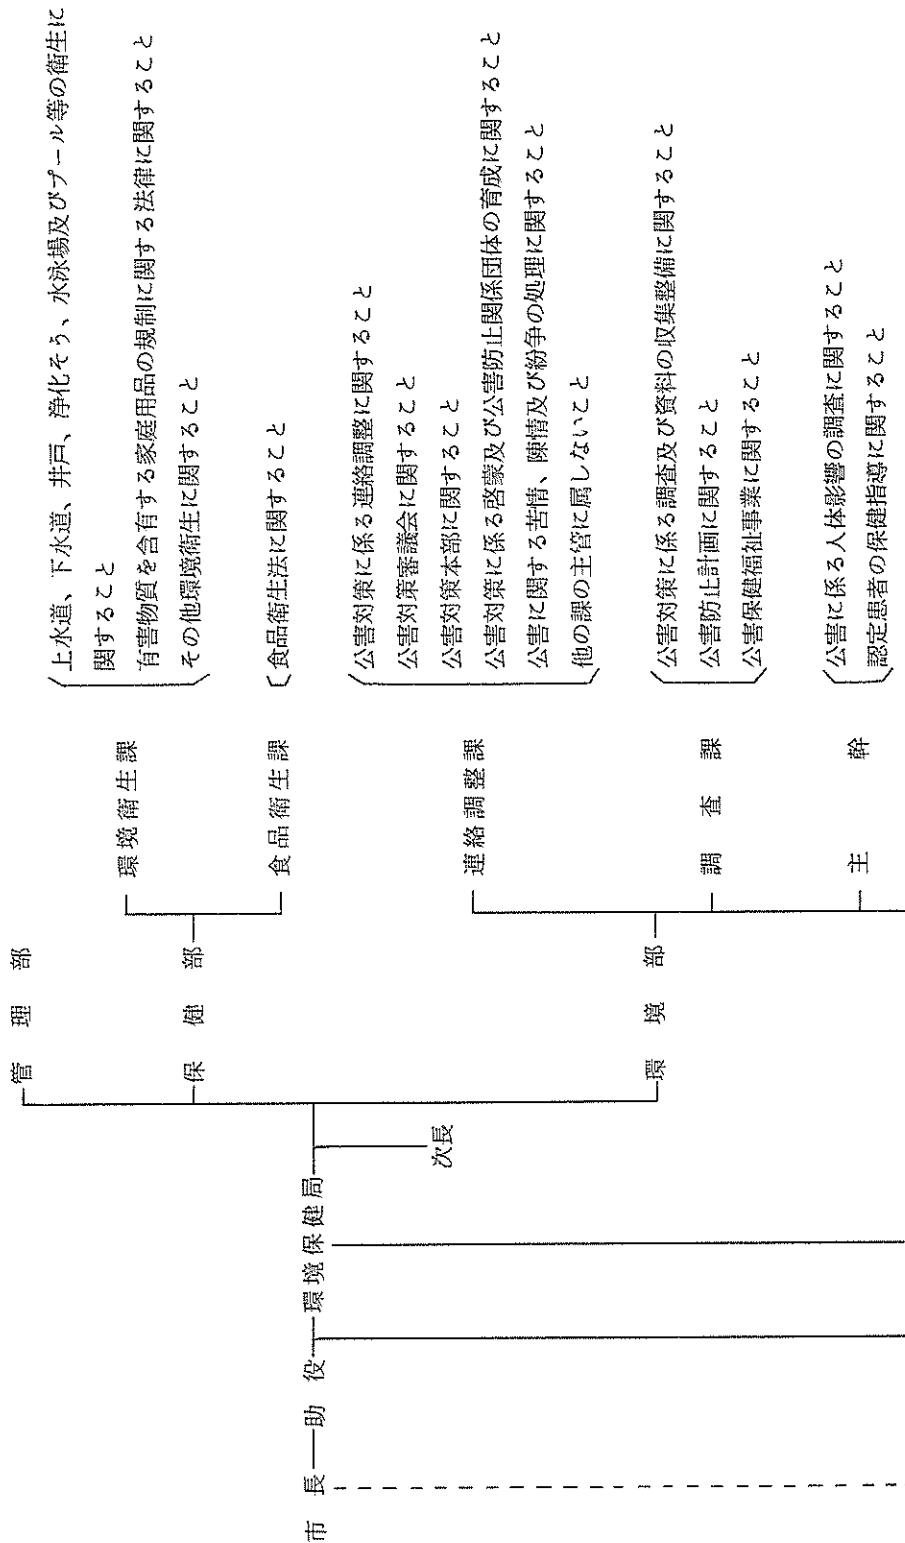 市長
助役
環境保健局
次長
管理部
保健部
環境衛生課
上水道、下水道、井戸、浄化そう、水泳場及びプール等の衛生に
関すること
有害物質を含有する家庭用品の規制に関する法律に関すること
その他環境衛生に関すること
食品衛生課
食品衛生法に関すること
環境部
連絡調整課
公害対策に係る連絡調整に関すること
公害対策審議会に関すること
公害対策本部に関すること
公害対策に係る啓蒙及び公害防止関係団体の育成に関すること
公害に関する苦情、陳情及び紛争の処理に関すること
他の課の主管に属しないこと
調査課
公害対策に係る調査及び資料の収集整備に関すること
公害防止計画に関すること
公害保健福祉事業に関すること
主幹
公害に係る人体影響の調査に関すること
認定患者の保健指導に関すること